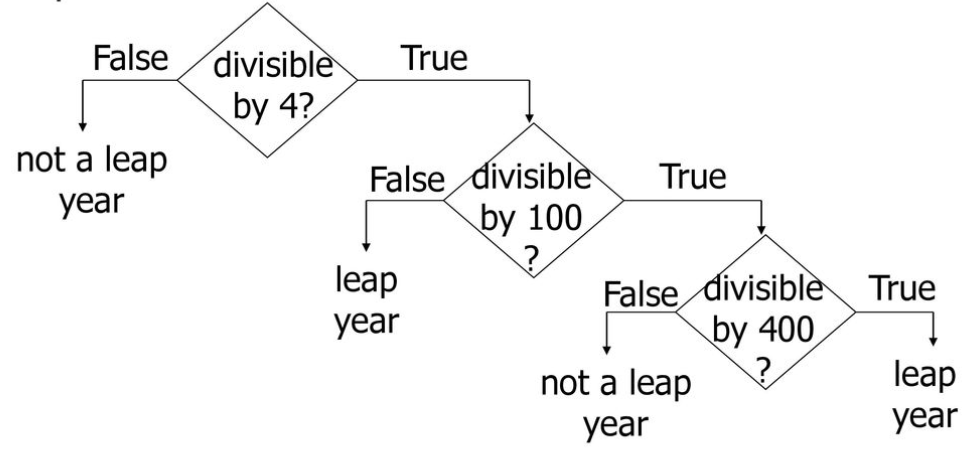 False
divisible
by 4?
True
not a leap
year
False
divisible
by 100
?
True
leap
year
False
divisible
by 400
?
True
not a leap
year
leap
year